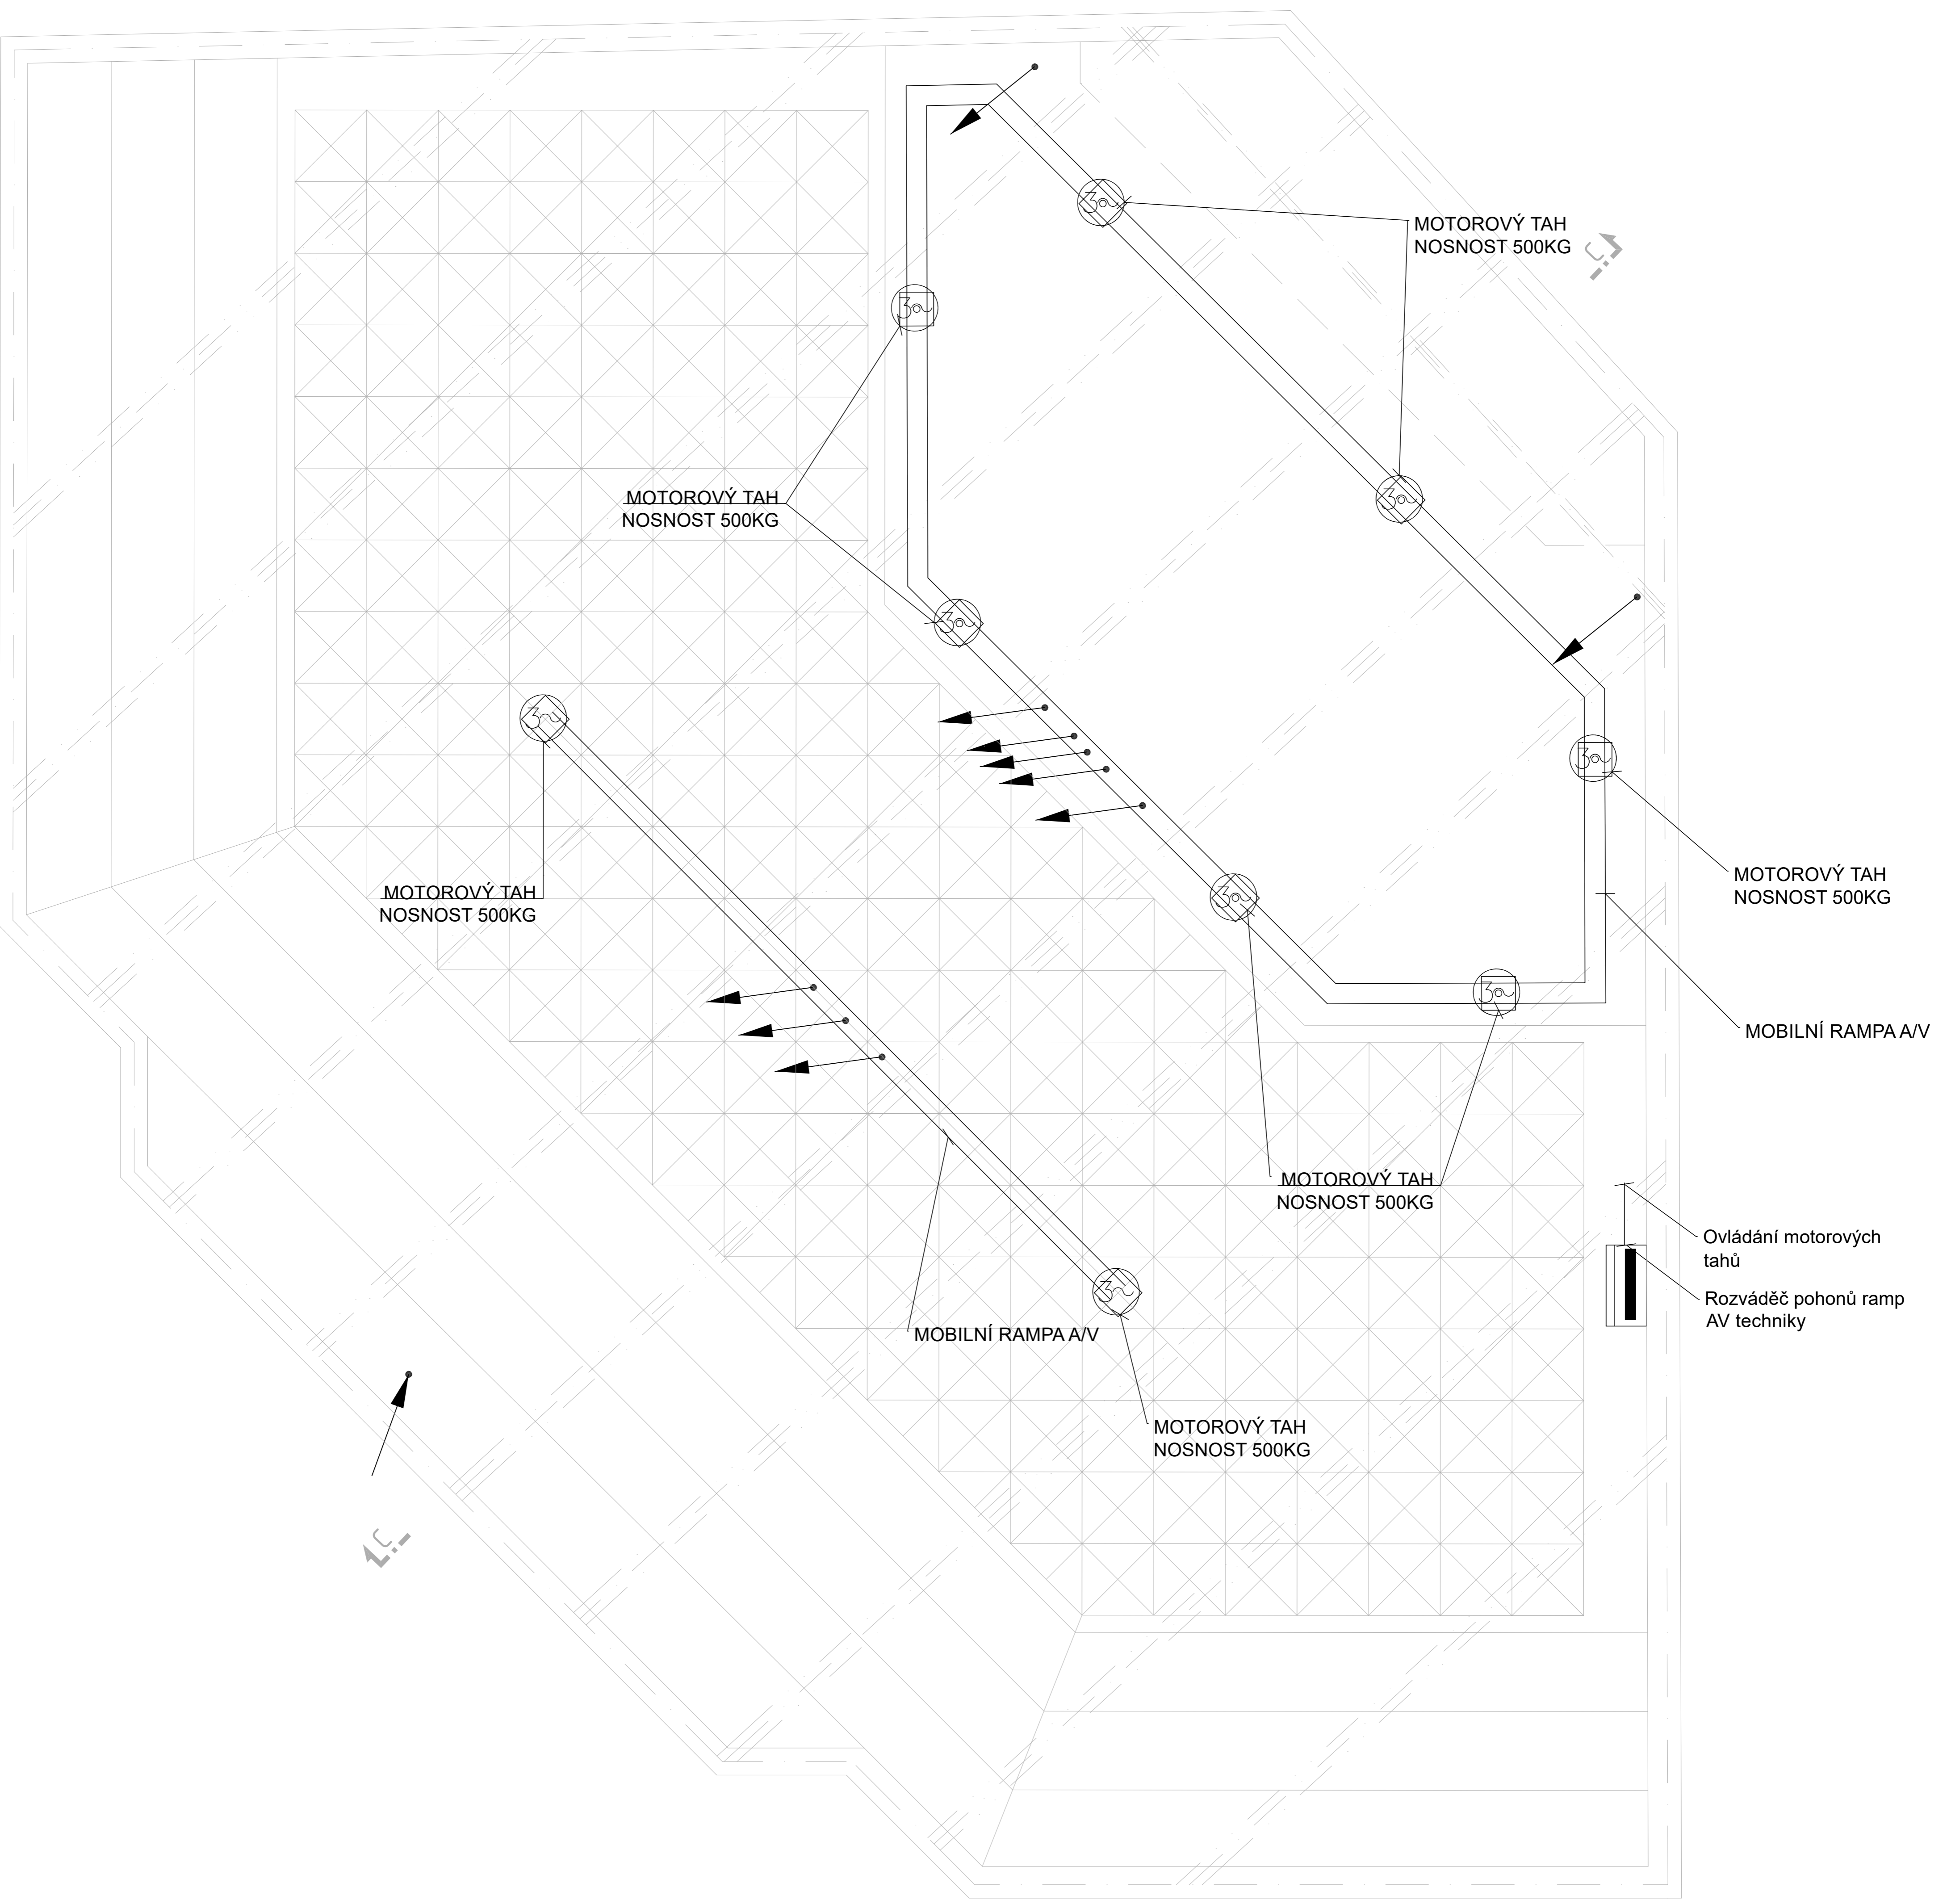 MOTOROVÝ TAH
NOSNOST 500KG
MOTOROVÝ TAH
NOSNOST 500KG
MOTOROVÝ TAH
NOSNOST 500KG
MOTOROVÝ TAH
NOSNOST 500KG
MOBILNÍ RAMPA A/V
MOTOROVÝ TAH
NOSNOST 500KG
Ovládání motorových
tahů
Rozváděč pohonů ramp
AV techniky
MOBILNÍ RAMPA A/V
MOTOROVÝ TAH
NOSNOST 500KG